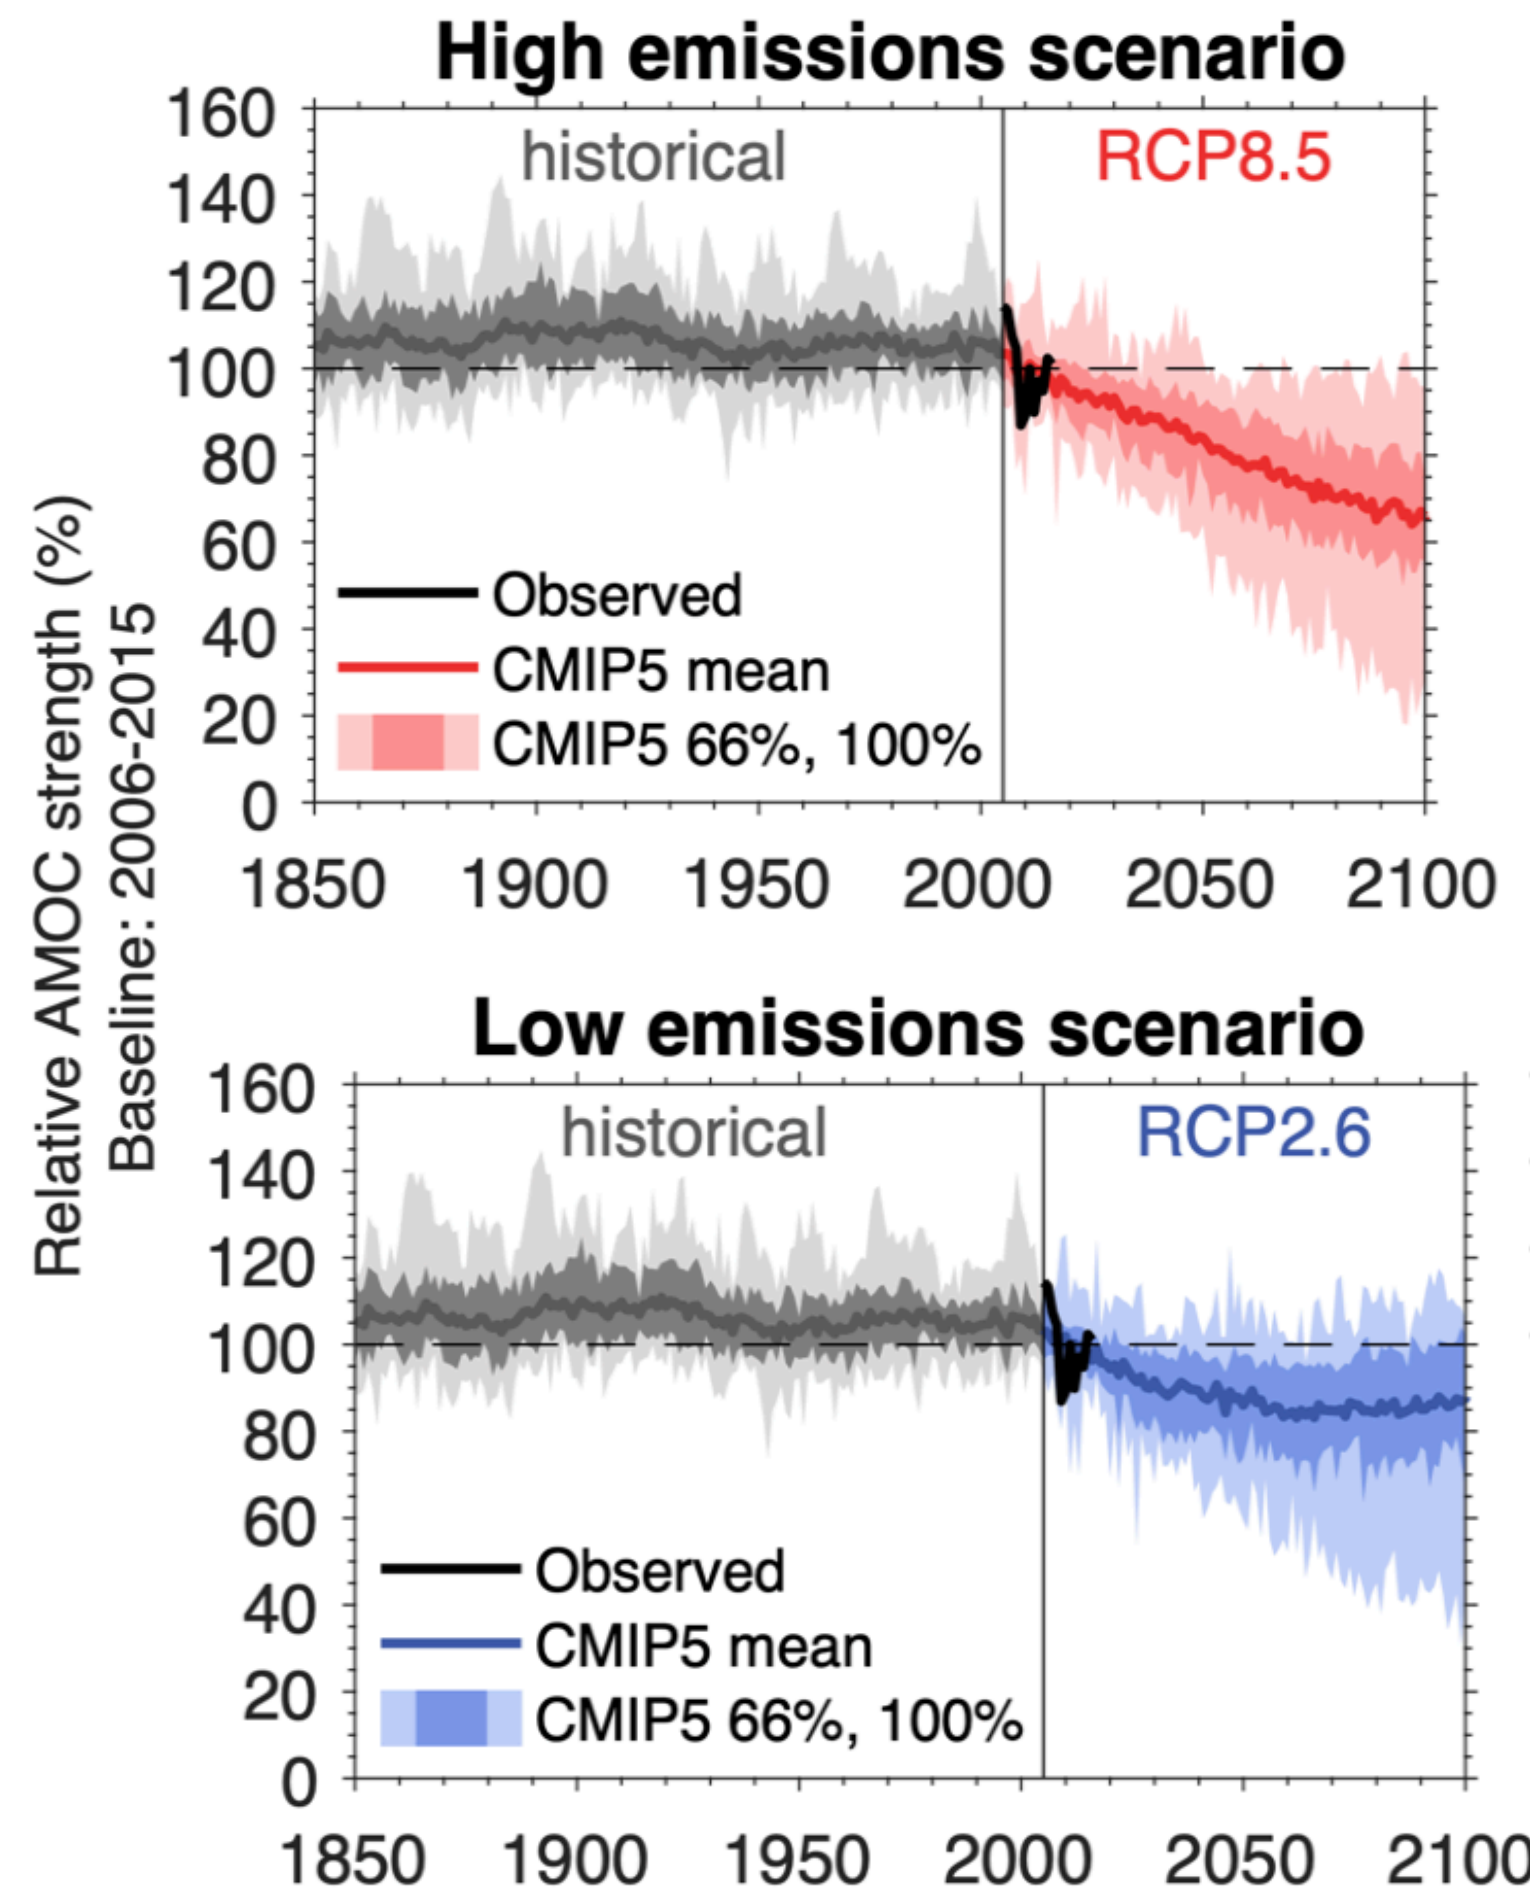 High emissions scenario
160
140
120
100
80
60
40
20
0
historical
RCP8.5
Observed
CMIP5 mean
CMIP5 66%, 100%
1850 1900 1950 2000 2050 2100
Relative AMOC strength (%)
Baseline: 2006-2015
Low emissions scenario
160
140
120
100
80
60
40
20
0
historical
RCP2.6
Observed
CMIP5 mean
CMIP5 66%, 100%
1850 1900 1950 2000 2050 2100